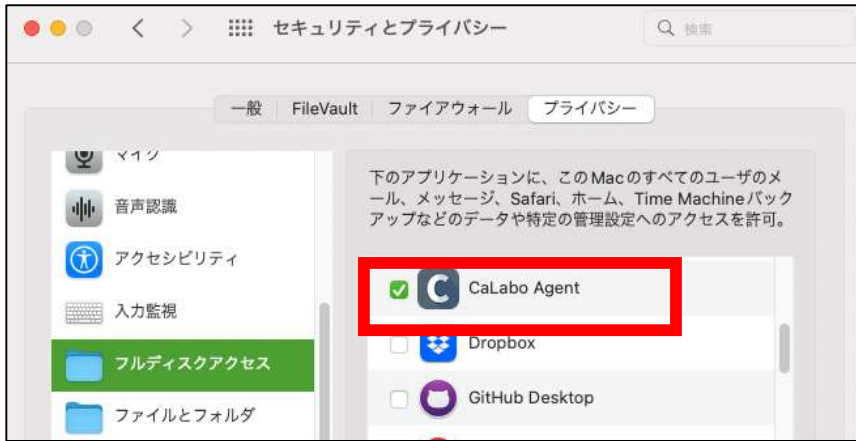 セキュリティとプライバシー
検索
一般 FileVault ファイアウォール プライバシー
マイク
音声認識
アクセシビリティ
入力監視
フルディスクアクセス
ファイルとフォルダ
下のアプリケーションに、このMacのすべてのユーザのメ
ール、メッセージ、Safari、ホーム、Time Machineバック
アップなどのデータや特定の管理設定へのアクセスを許可。
CaLabo Agent
Dropbox
GitHub Desktop